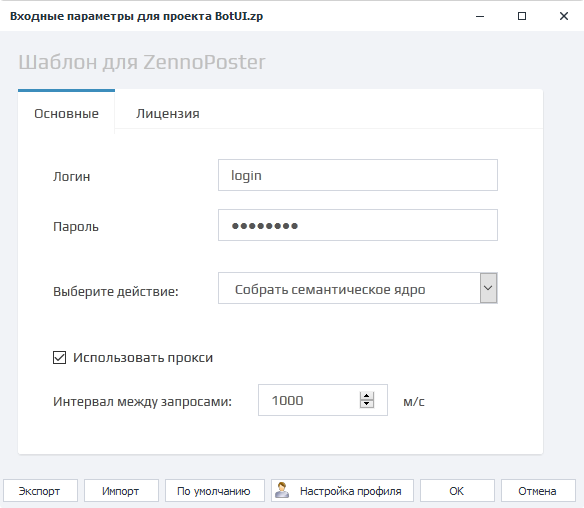 Входные параметры для проекта BotUI.zp
Шаблон для ZennoPoster
Основные Лицензия
Логин login
Пароль ●●●●●●●●
Выберите действие: Собрать семантическое ядро
Использовать прокси
Интервал между запросами: 1000 м/с
Экспорт Импорт По умолчанию Настройка профиля OK Отмена